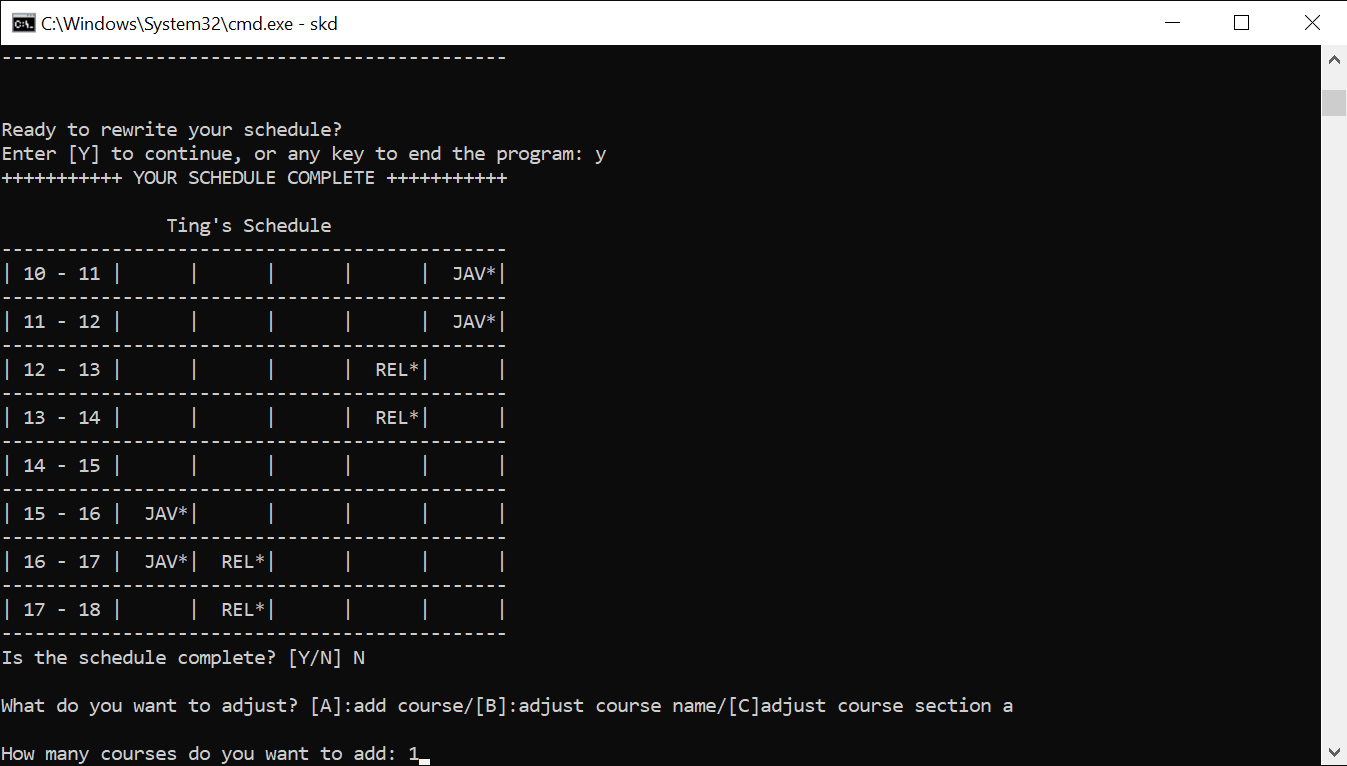 C:\Windows\System32\cmd.exe - skd
----------------------------------------------
Ready to rewrite your schedule?
Enter [Y] to continue, or any key to end the program: y
+++++++++++ YOUR SCHEDULE COMPLETE +++++++++++
               Ting's Schedule
----------------------------------------------
| 10 - 11 |      |      |      |      |  JAV*|
----------------------------------------------
| 11 - 12 |      |      |      |      |  JAV*|
----------------------------------------------
| 12 - 13 |      |      |      |  REL*|      |
----------------------------------------------
| 13 - 14 |      |      |      |  REL*|      |
----------------------------------------------
| 14 - 15 |      |      |      |      |      |
----------------------------------------------
| 15 - 16 |  JAV*|      |      |      |      |
----------------------------------------------
| 16 - 17 |  JAV*|  REL*|      |      |      |
----------------------------------------------
| 17 - 18 |      |  REL*|      |      |      |
----------------------------------------------
Is the schedule complete? [Y/N] N
What do you want to adjust? [A]:add course/[B]:adjust course name/[C]adjust course section a
How many courses do you want to add: 1